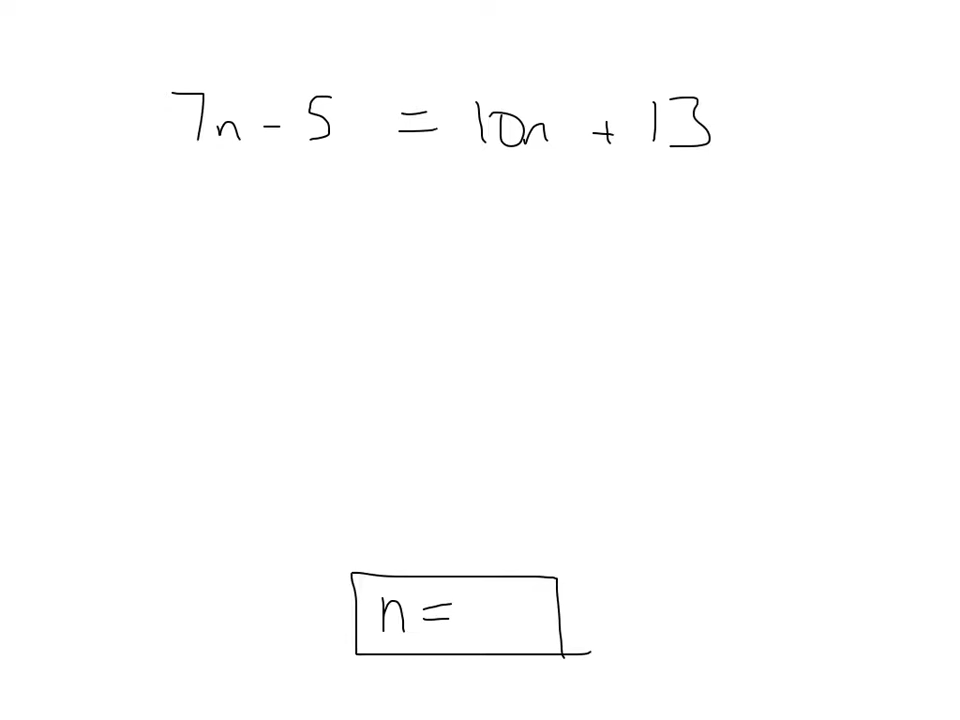 7n - 5 = 10n + 13
n =